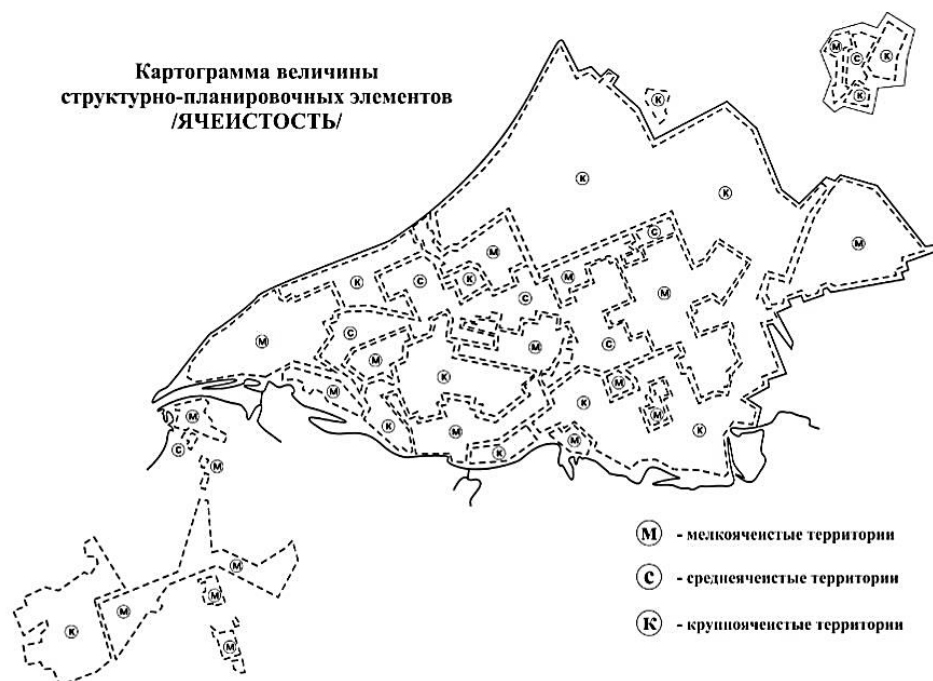 Картограмма величины
структурно-планировочных элементов
/ЯЧЕИСТОСТЬ/
М
С
К
К
К
К
К
М
М
С
М
К
С
К
М
М
С
М
С
С
М
М
К
М
К
М
М
К
М
К
К
М
М
С
М
М
М
К
М
М
М - мелкоячеистые территории
С - среднеячеистые территории
К - крупноячеистые территории